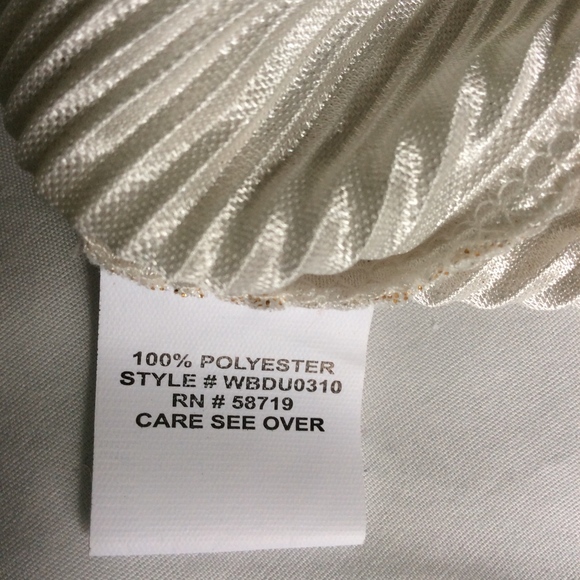 100% POLYESTER
STYLE # WBDU0310
RN # 58719
CARE SEE OVER